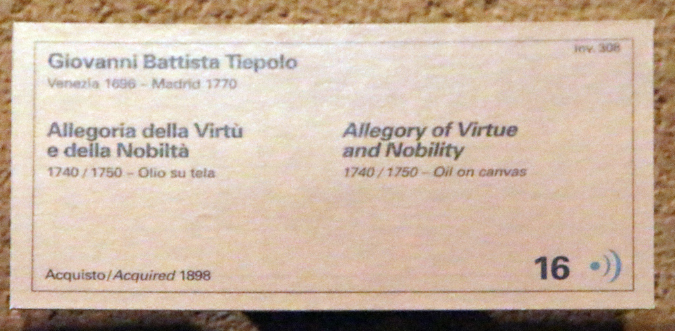 Giovanni Battista Tiepolo
Inv. 308
Venezia 1696 – Madrid 1770
Allegoria della Virtù
e della Nobiltà
1740 / 1750 – Olio su tela
Allegory of Virtue
and Nobility
1740 / 1750 – Oil on canvas
Acquisto/Acquired 1898
16